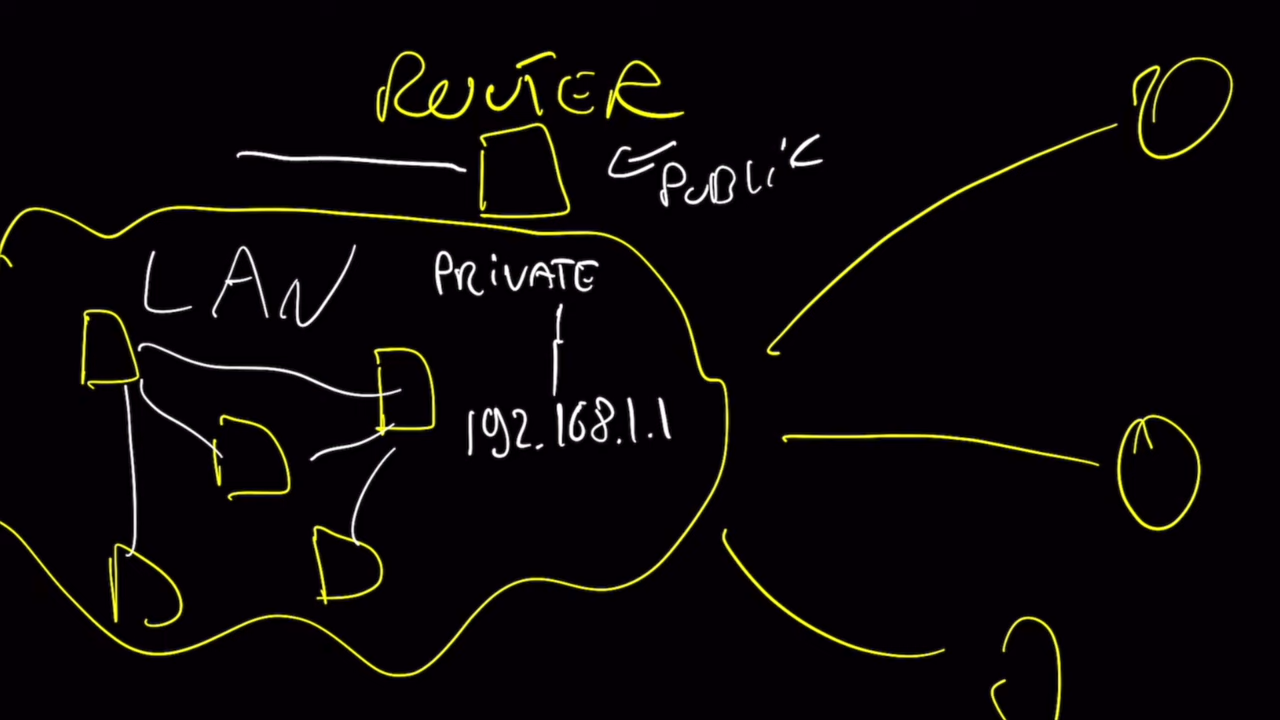 ROUTER
PUBLIC
LAN
PRIVATE
192.168.1.1